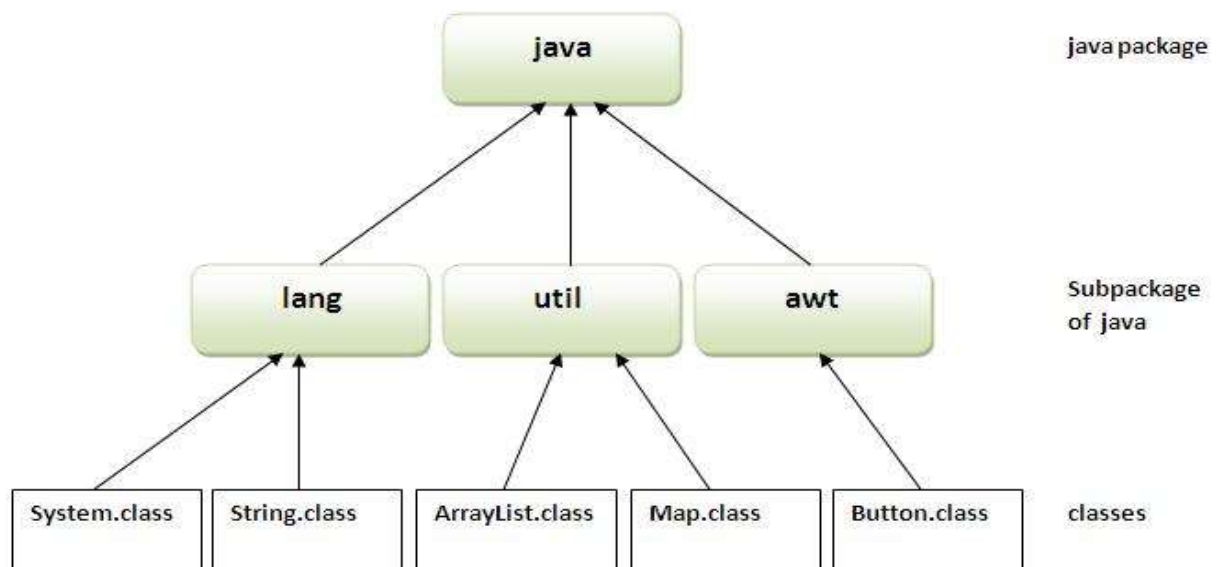 java
java package
lang
util
awt
Subpackage
of java
System.class
String.class
ArrayList.class
Map.class
Button.class
classes